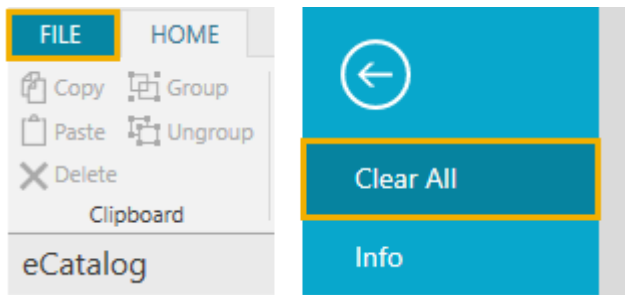 FILE HOME
Copy Group
Paste Ungroup
Delete
Clipboard
eCatalog
Clear All
Info